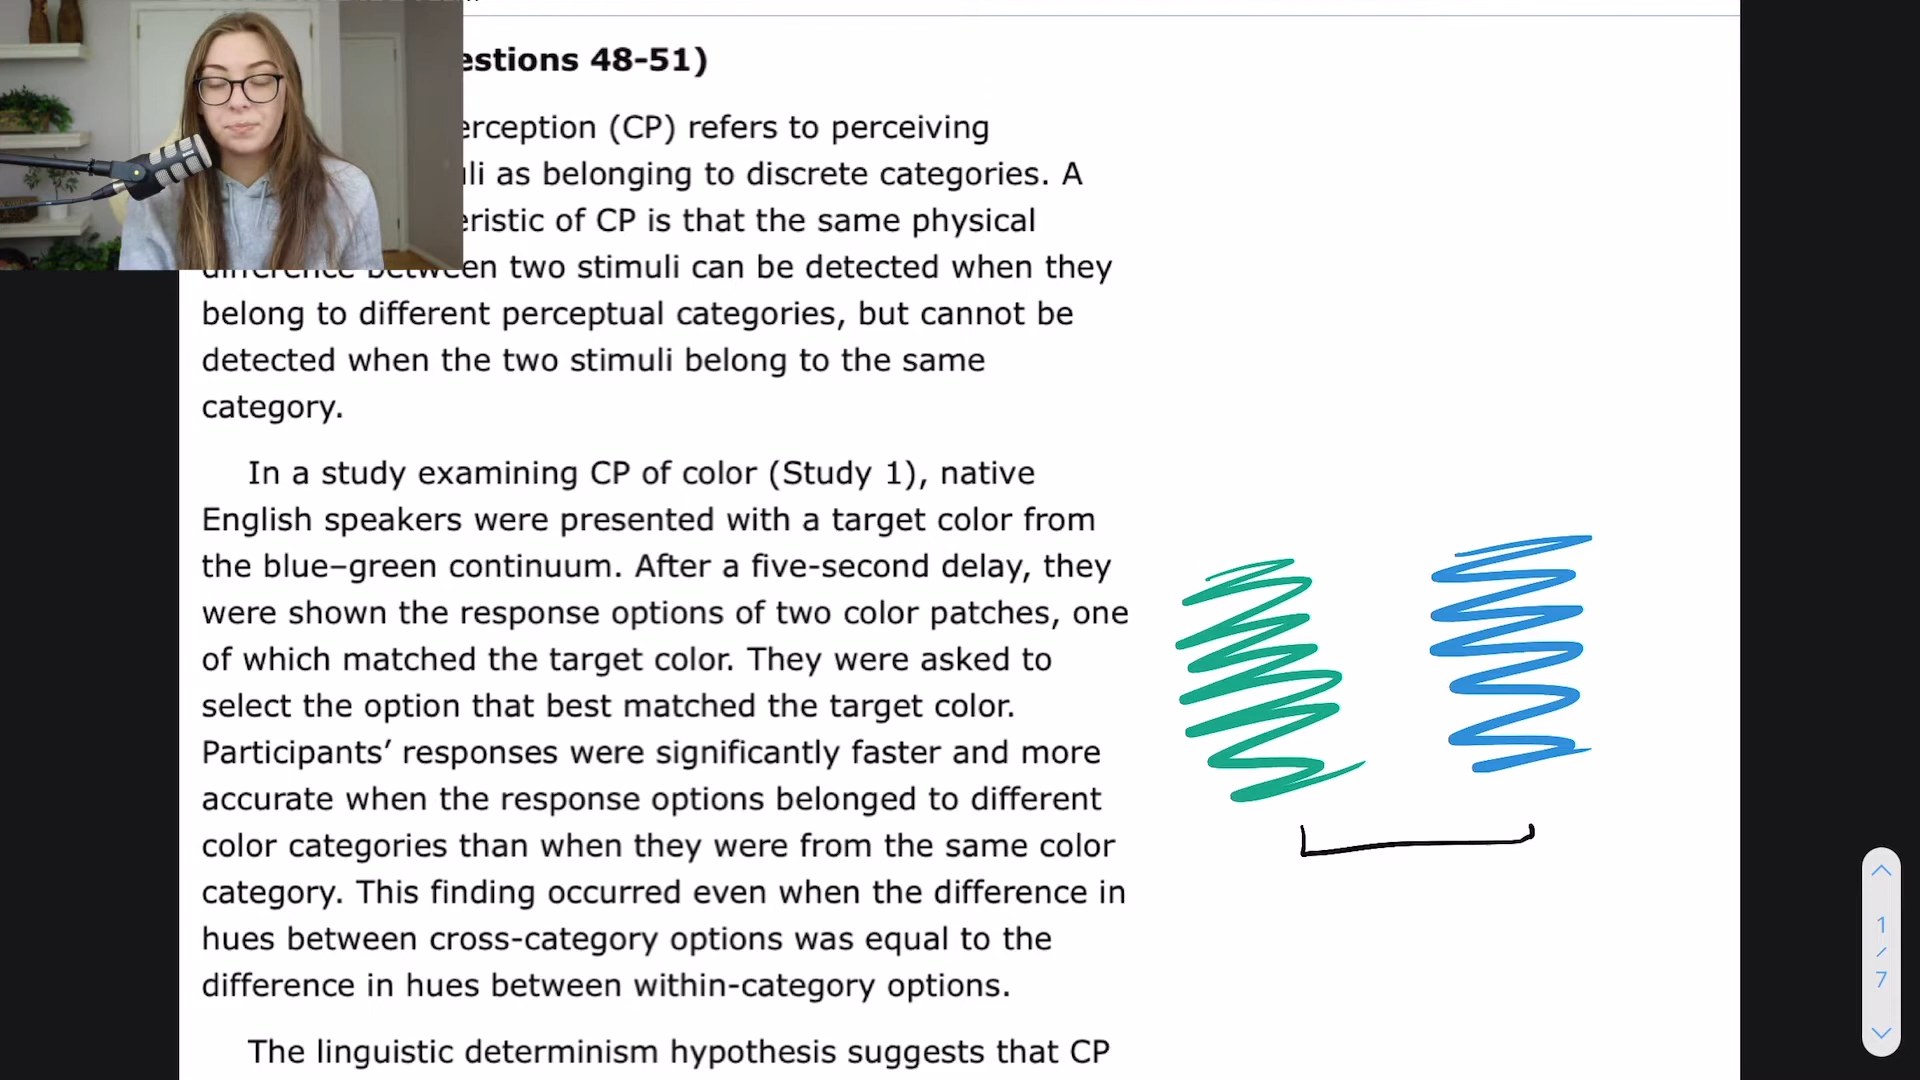 estions 48-51)
erception (CP) refers to perceiving
li as belonging to discrete categories. A
eristic of CP is that the same physical
difference between two stimuli can be detected when they
belong to different perceptual categories, but cannot be
detected when the two stimuli belong to the same
category.
In a study examining CP of color (Study 1), native
English speakers were presented with a target color from
the blue–green continuum. After a five-second delay, they
were shown the response options of two color patches, one
of which matched the target color. They were asked to
select the option that best matched the target color.
Participants’ responses were significantly faster and more
accurate when the response options belonged to different
color categories than when they were from the same color
category. This finding occurred even when the difference in
hues between cross-category options was equal to the
difference in hues between within-category options.
The linguistic determinism hypothesis suggests that CP
1
/
7